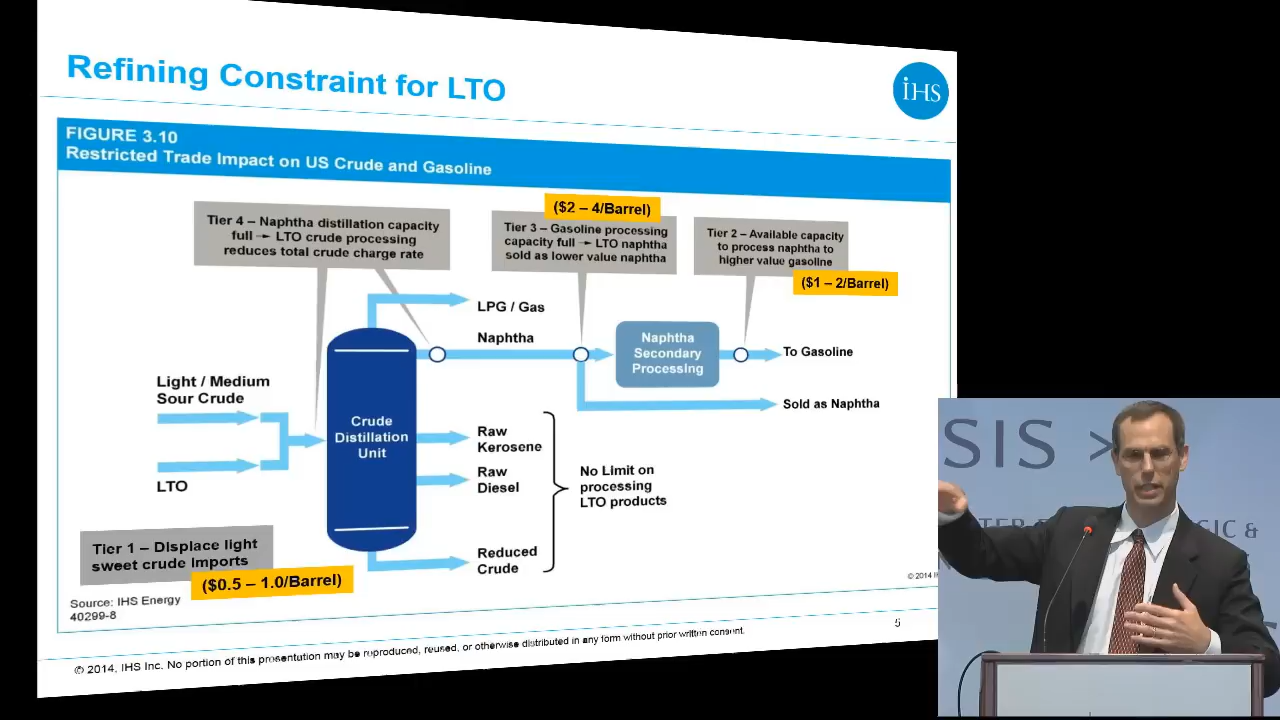 Refining Constraint for LTO
IHS
FIGURE 3.10
Restricted Trade Impact on US Crude and Gasoline
Tier 4 – Naphtha distillation capacity
full → LTO crude processing
reduces total crude charge rate
($2 – 4/Barrel)
Tier 3 – Gasoline processing
capacity full → LTO naphtha
sold as lower value naphtha
Tier 2 – Available capacity
to process naphtha to
higher value gasoline
($1 – 2/Barrel)
LPG / Gas
Naphtha
Naphtha
Secondary
Processing
To Gasoline
Sold as Naphtha
Light / Medium
Sour Crude
LTO
Crude
Distillation
Unit
Raw
Kerosene
Raw
Diesel
Reduced
Crude
No Limit on
processing
LTO products
Tier 1 – Displace light
sweet crude imports
($0.5 – 1.0/Barrel)
Source: IHS Energy
40299-8
© 2014 IH
5
© 2014, IHS Inc. No portion of this presentation may be reproduced, reused, or otherwise distributed in any form without prior written consent.
SIS >